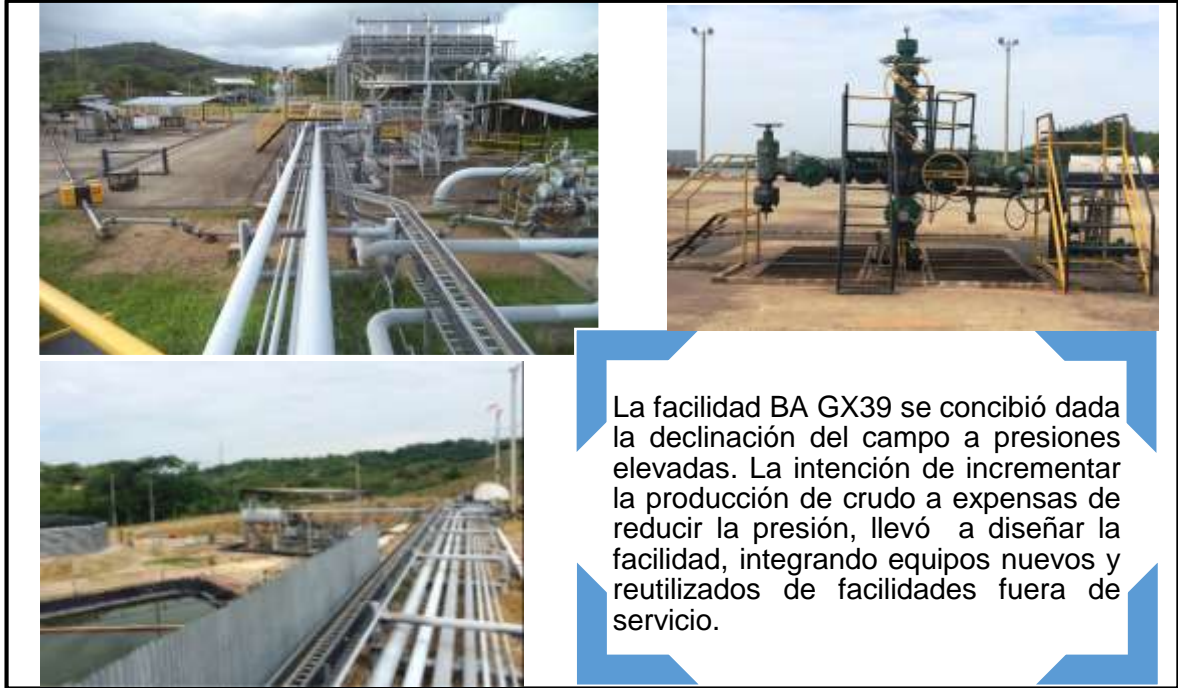 La facilidad BA GX39 se concibió dada
la declinación del campo a presiones
elevadas. La intención de incrementar
la producción de crudo a expensas de
reducir la presión, llevó a diseñar la
facilidad, integrando equipos nuevos y
reutilizados de facilidades fuera de
servicio.